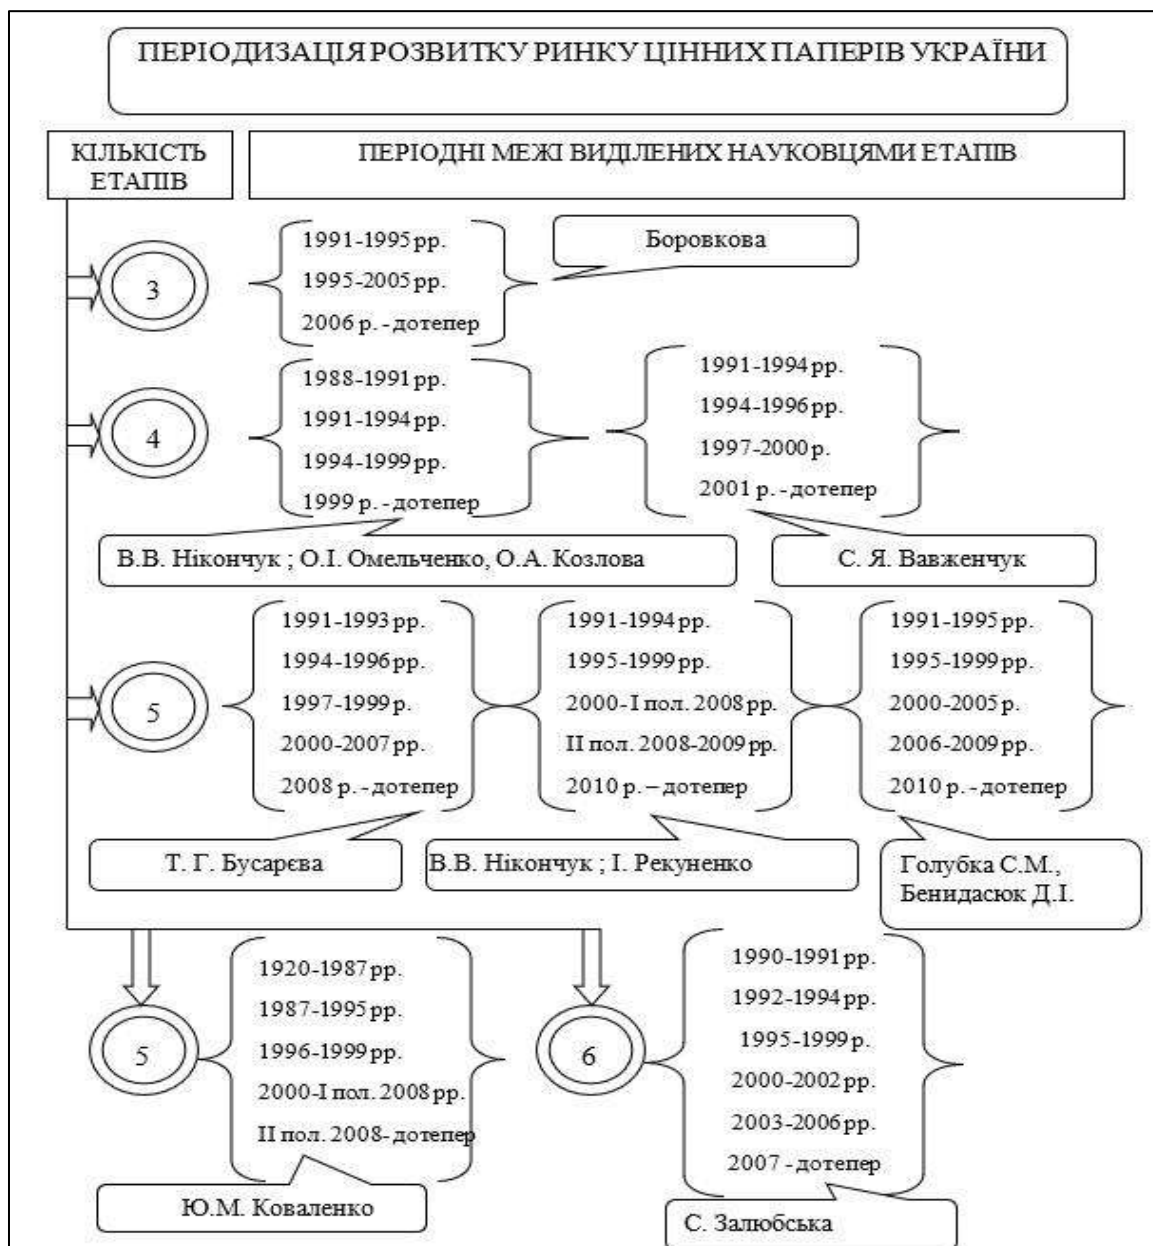 ПЕРІОДИЗАЦІЯ РОЗВИТКУ РИНКУ ЦІННИХ ПАПЕРІВ УКРАЇНИ
КІЛЬКІСТЬ
ЕТАПІВ
ПЕРІОДНІ МЕЖІ ВИДІЛЕНИХ НАУКОВЦЯМИ ЕТАПІВ
3
1991-1995 рр.
1995-2005 рр.
2006 р. - дотепер
Боровкова
4
1988-1991 рр.
1991-1994 рр.
1994-1999 рр.
1999 р. - дотепер
В.В. Нікончук ; О.І. Омельченко, О.А. Козлова
1991-1994 рр.
1994-1996 рр.
1997-2000 р.
2001 р. - дотепер
С. Я. Вавженчук
5
1991-1993 рр.
1994-1996 рр.
1997-1999 р.
2000-2007 рр.
2008 р. - дотепер
Т. Г. Бусарєва
1991-1994 рр.
1995-1999 рр.
2000-І пол. 2008 рр.
ІІ пол. 2008-2009 рр.
2010 р. – дотепер
В.В. Нікончук ; І. Рекуненко
1991-1995 рр.
1995-1999 рр.
2000-2005 р.
2006-2009 рр.
2010 р. - дотепер
Голубка С.М.,
Бенидасюк Д.І.
5
1920-1987 рр.
1987-1995 рр.
1996-1999 рр.
2000-І пол. 2008 рр.
ІІ пол. 2008- дотепер
Ю.М. Коваленко
6
1990-1991 рр.
1992-1994 рр.
1995-1999 р.
2000-2002 рр.
2003-2006 рр.
2007 - дотепер
С. Залюбська